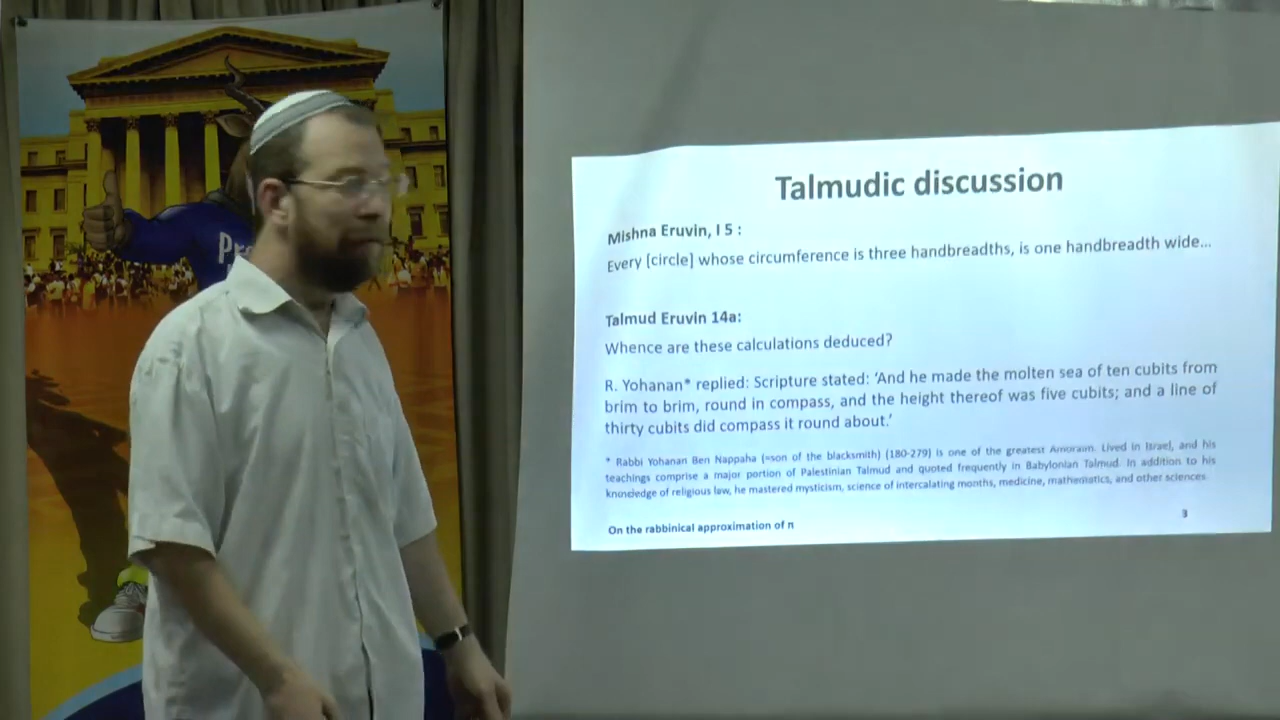 Talmudic discussion
Mishna Eruvin, I 5 :
Every [circle] whose circumference is three handbreadths, is one handbreadth wide...
Talmud Eruvin 14a:
Whence are these calculations deduced?
R. Yohanan* replied: Scripture stated: ‘And he made the molten sea of ten cubits from
brim to brim, round in compass, and the height thereof was five cubits; and a line of
thirty cubits did compass it round about.’
* Rabbi Yohanan Ben Nappaha (=son of the blacksmith) (180-279) is one of the greatest Amoraim. Lived in Israel, and his
teachings comprise a major portion of Palestinian Talmud and quoted frequently in Babylonian Talmud. In addition to his
knowledge of religious law, he mastered mysticism, science of intercalating months, medicine, mathematics, and other sciences.
On the rabbinical approximation of π
3